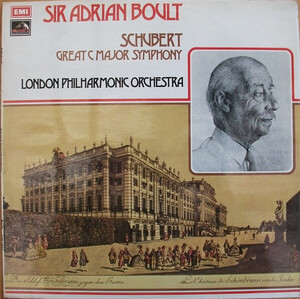 EMI
SIR ADRIAN BOULT
SCHUBERT
GREAT C MAJOR SYMPHONY
LONDON PHILHARMONIC ORCHESTRA